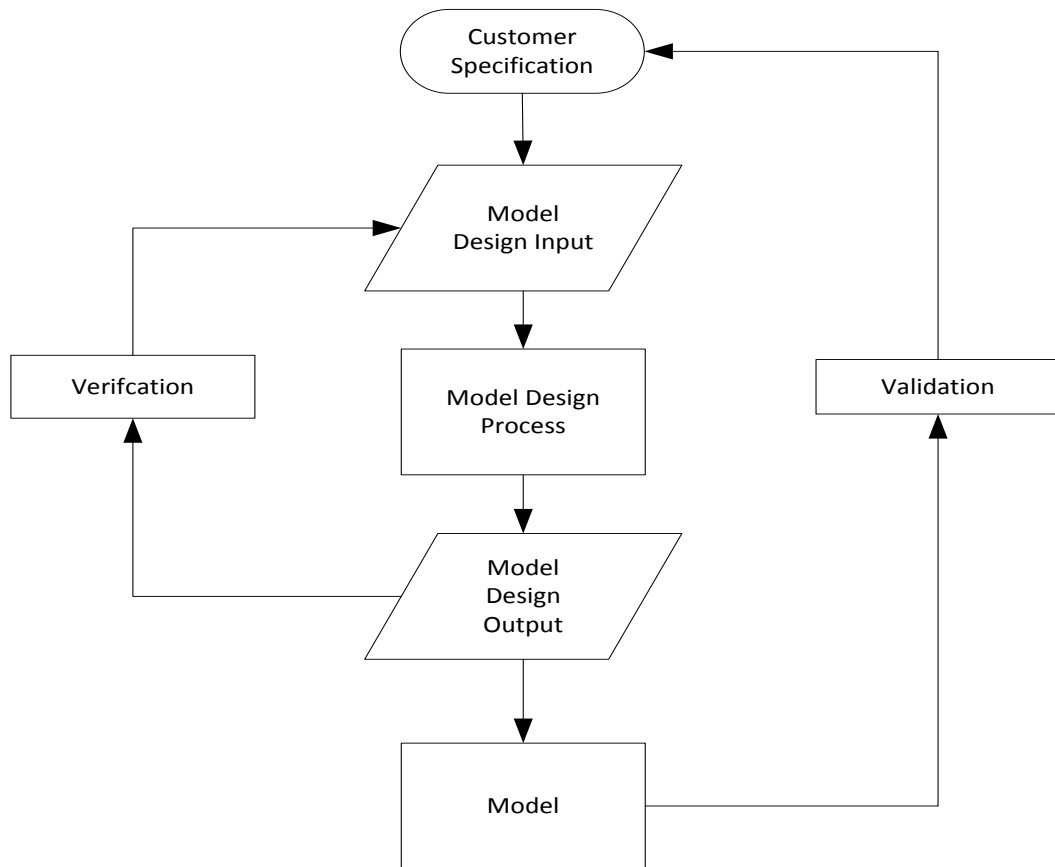 Customer
Specification
Model
Design Input
Verifcation
Model Design
Process
Validation
Model
Design
Output
Model